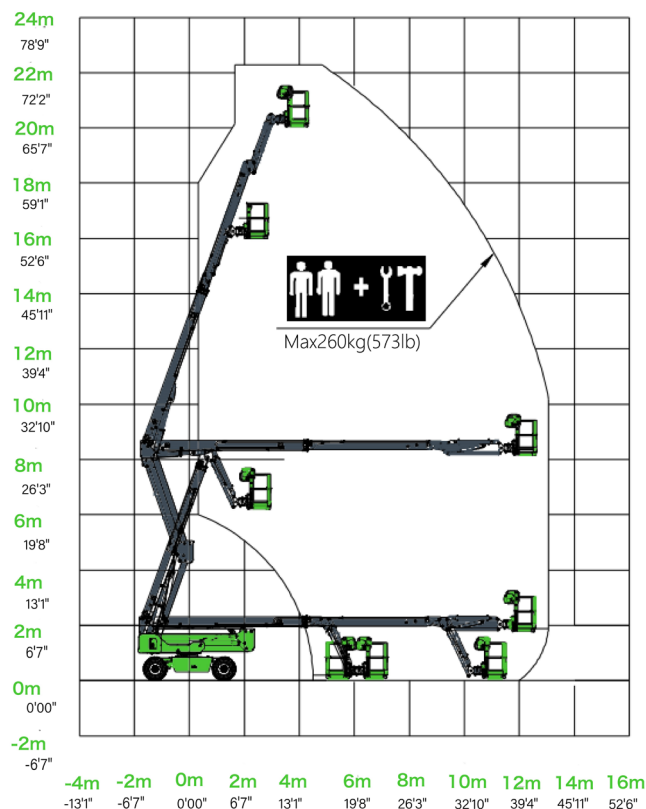 24m
78'9"
22m
72'2"
20m
65'7"
18m
59'1"
16m
52'6"
14m
45'11"
12m
39'4"
10m
32'10"
8m
26'3"
6m
19'8"
4m
13'1"
2m
6'7"
0m
0'00"
-2m
-6'7"
Max260kg(573lb)
-4m -2m 0m 2m 4m 6m 8m 10m 12m 14m 16m
-13'1" -6'7" 0'00" 6'7" 13'1" 19'8" 26'3" 32'10" 39'4" 45'11" 52'6"